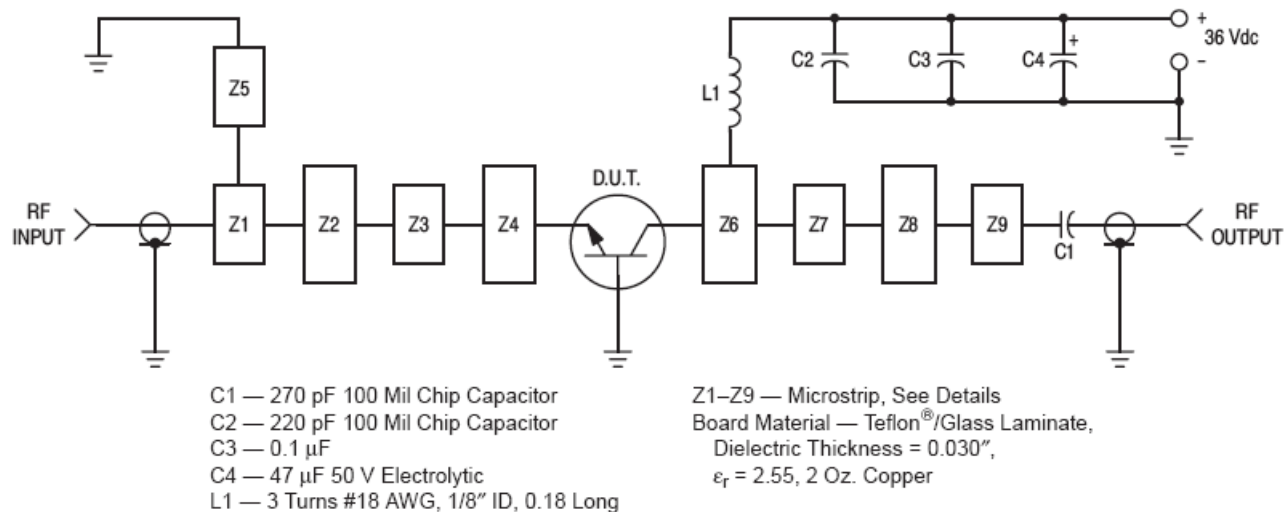 +
36 Vdc
-
C2
C3
+
C4
L1
Z5
D.U.T.
RF
INPUT
Z1
Z2
Z3
Z4
Z6
Z7
Z8
Z9
C1
RF
OUTPUT
C1 — 270 pF 100 Mil Chip Capacitor
C2 — 220 pF 100 Mil Chip Capacitor
C3 — 0.1 μF
C4 — 47 μF 50 V Electrolytic
L1 — 3 Turns #18 AWG, 1/8″ ID, 0.18 Long
Z1–Z9 — Microstrip, See Details
Board Material — Teflon®/Glass Laminate,
Dielectric Thickness = 0.030″,
εr = 2.55, 2 Oz. Copper